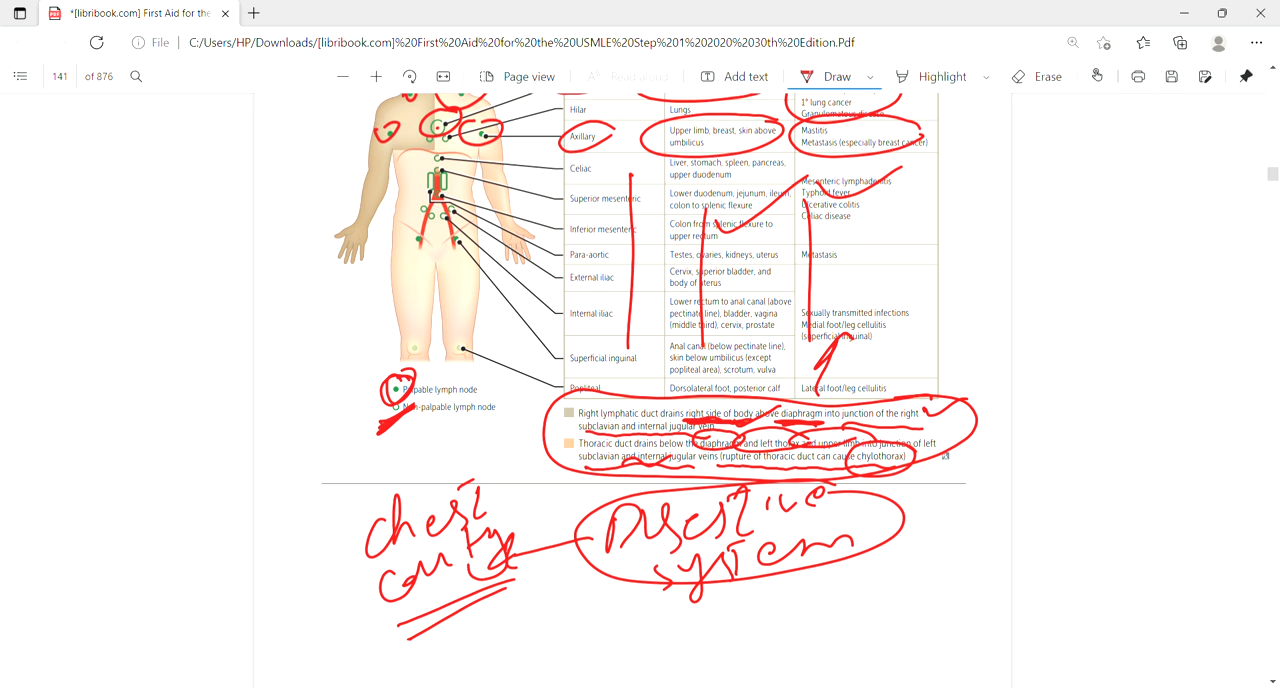 *[libribook.com] First Aid for the
File | C:/Users/HP/Downloads/[libribook.com]%20First%20Aid%20for%20the%20USMLE%20Step%201%202020%2030th%20Edition.Pdf
141 of 876
Page view
Read aloud
Add text
Draw
Highlight
Erase
Hilar
Lungs
1° lung cancer
Granulomatous disease
Axillary
Upper limb, breast, skin above
umbilicus
Mastitis
Metastasis (especially breast cancer)
Celiac
Liver, stomach, spleen, pancreas,
upper duodenum
Superior mesenteric
Lower duodenum, jejunum, ileum,
colon to splenic flexure
Mesenteric lymphadenitis
Typhoid fever
Ulcerative colitis
Celiac disease
Inferior mesenteric
Colon from splenic flexure to
upper rectum
Para-aortic
Testes, ovaries, kidneys, uterus
Metastasis
External iliac
Cervix, superior bladder, and
body of uterus
Internal iliac
Lower rectum to anal canal (above
pectinate line), bladder, vagina
(middle third), cervix, prostate
Sexually transmitted infections
Medial foot/leg cellulitis
(superficial inguinal)
Superficial inguinal
Anal canal (below pectinate line),
skin below umbilicus (except
popliteal area), scrotum, vulva
Popliteal
Dorsolateral foot, posterior calf
Lateral foot/leg cellulitis
Palpable lymph node
Non-palpable lymph node
Right lymphatic duct drains right side of body above diaphragm into junction of the right
subclavian and internal jugular vein
Thoracic duct drains below the diaphragm and left thorax and upper limb into junction of left
subclavian and internal jugular veins (rupture of thoracic duct can cause chylothorax)
chest